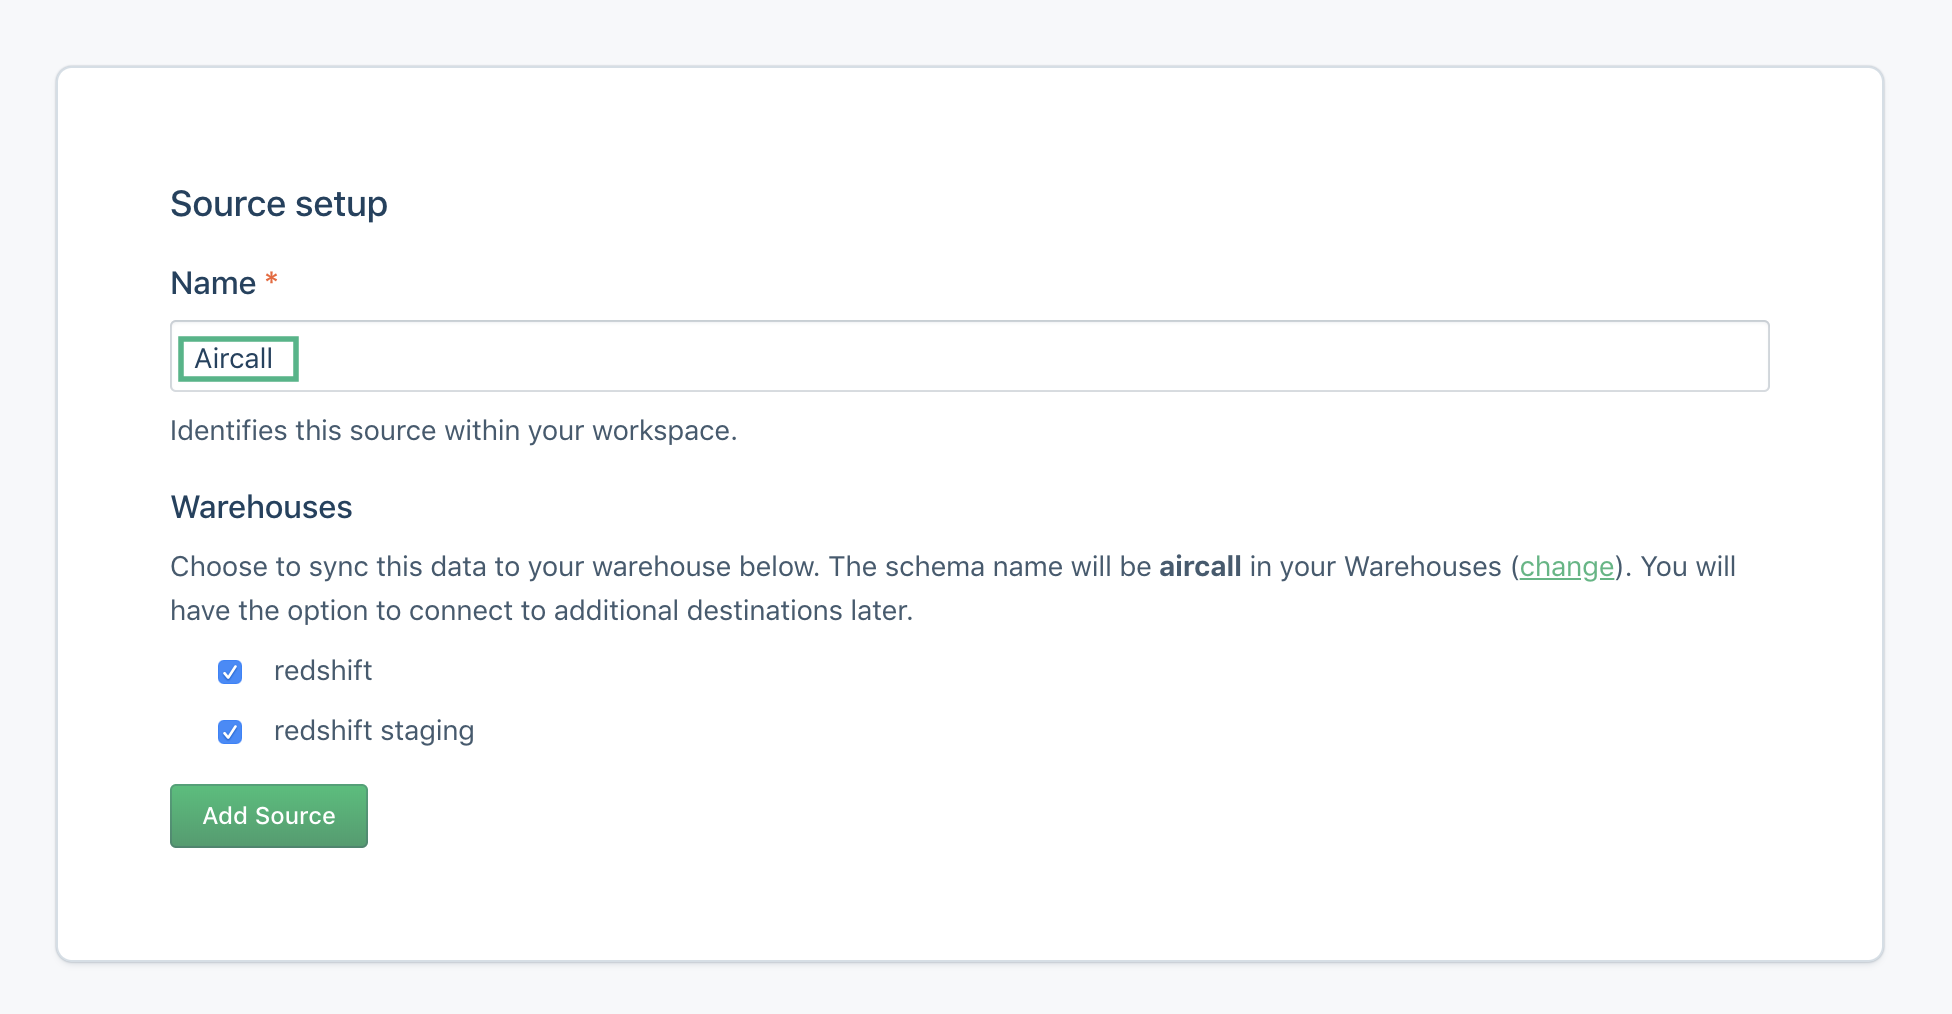 Source setup
Name *
Aircall
Identifies this source within your workspace.
Warehouses
Choose to sync this data to your warehouse below. The schema name will be aircall in your Warehouses (change). You will
have the option to connect to additional destinations later.
redshift
redshift staging
Add Source